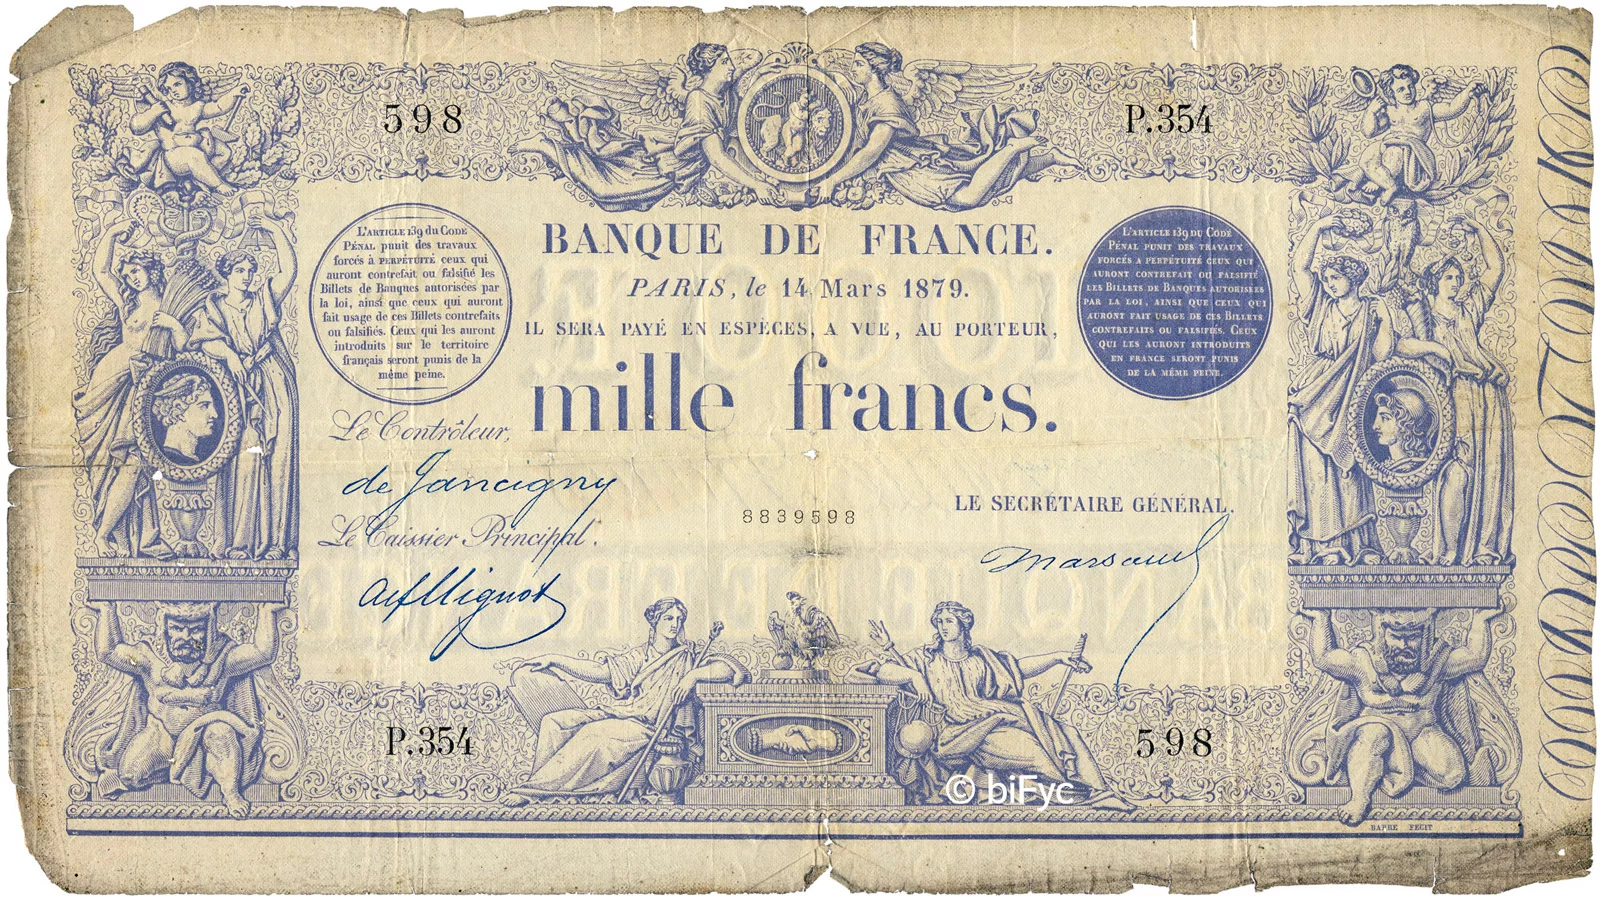 598
P.354
BANQUE DE FRANCE.
PARIS, le 14 Mars 1879.
IL SERA PAYÉ EN ESPÈCES, A VUE, AU PORTEUR,
mille francs.
L'ARTICLE 139 du CODE
PÉNAL punit des travaux
forcés à PERPÉTUITÉ ceux qui
auront contrefait ou falsifié les
Billets de Banques autorisées par
la loi, ainsi que ceux qui auront
fait usage de ces Billets contrefaits
ou falsifiés. Ceux qui les auront
introduits sur le territoire
français seront punis de la
même peine.
L'ARTICLE 139 DU CODE
PÉNAL PUNIT DES TRAVAUX
FORCÉS A PERPÉTUITÉ CEUX QUI
AURONT CONTREFAIT OU FALSIFIÉ
LES BILLETS DE BANQUES AUTORISÉES
PAR LA LOI, AINSI QUE CEUX QUI
AURONT FAIT USAGE DE CES BILLETS
CONTREFAITS OU FALSIFIÉS. CEUX
QUI LES AURONT INTRODUITS
EN FRANCE SERONT PUNIS
DE LA MÊME PEINE.
Le Contrôleur,
de Jancigny
Le Caissier Principal.
A. Mignot
8839598
LE SECRÉTAIRE GÉNÉRAL,
Marsaud
P.354
598
© biFyc
BARRE FECIT